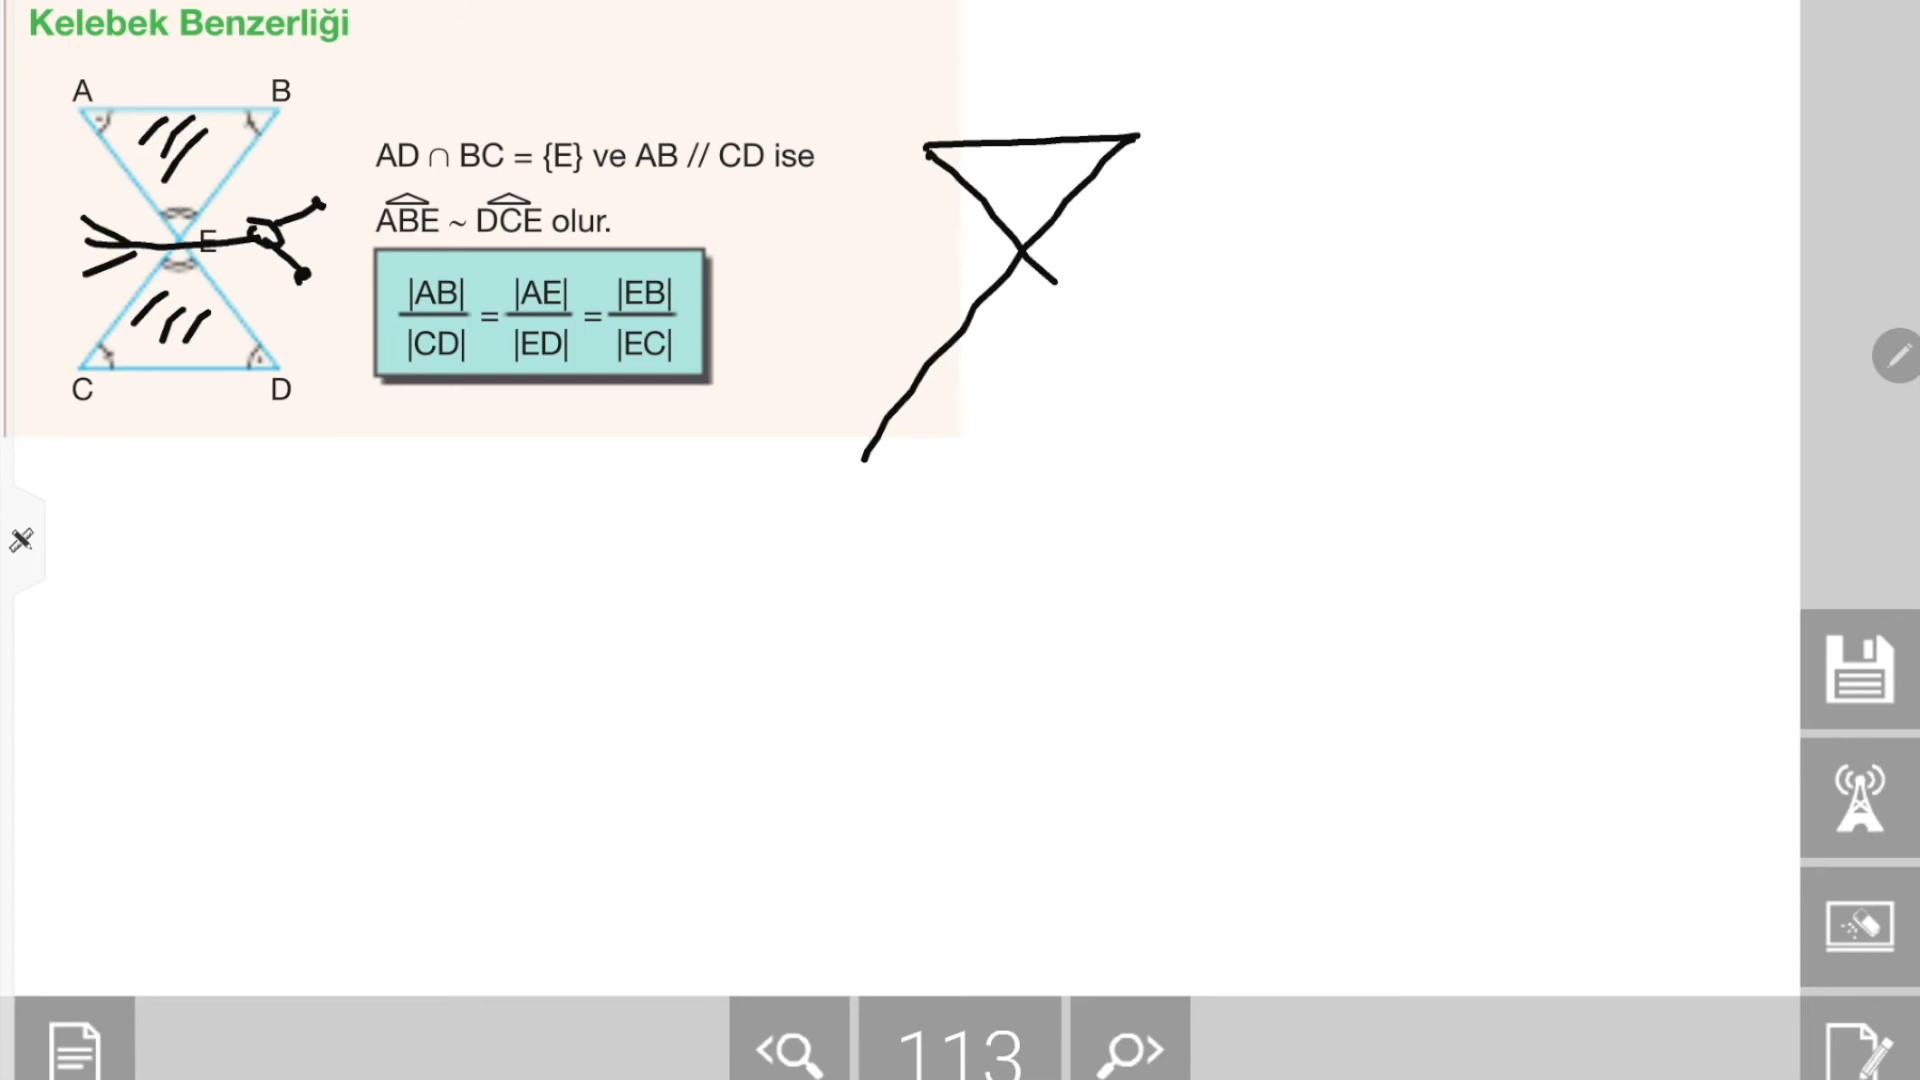 Kelebek Benzerliği
A B
AD ∩ BC = {E} ve AB // CD ise
ABE ~ DCE olur.
E
|AB| / |CD| = |AE| / |ED| = |EB| / |EC|
C D
113